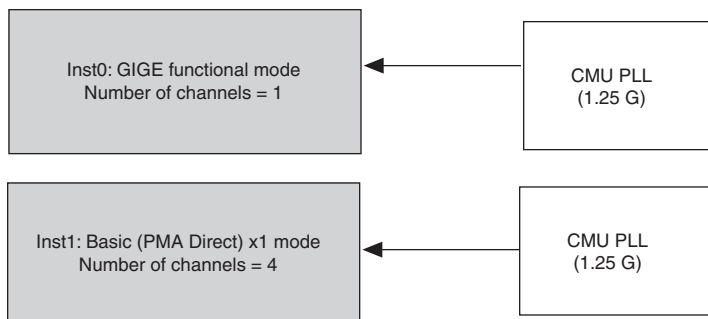 Inst0: GIGE functional mode
Number of channels = 1
CMU PLL
(1.25 G)
Inst1: Basic (PMA Direct) x1 mode
Number of channels = 4
CMU PLL
(1.25 G)